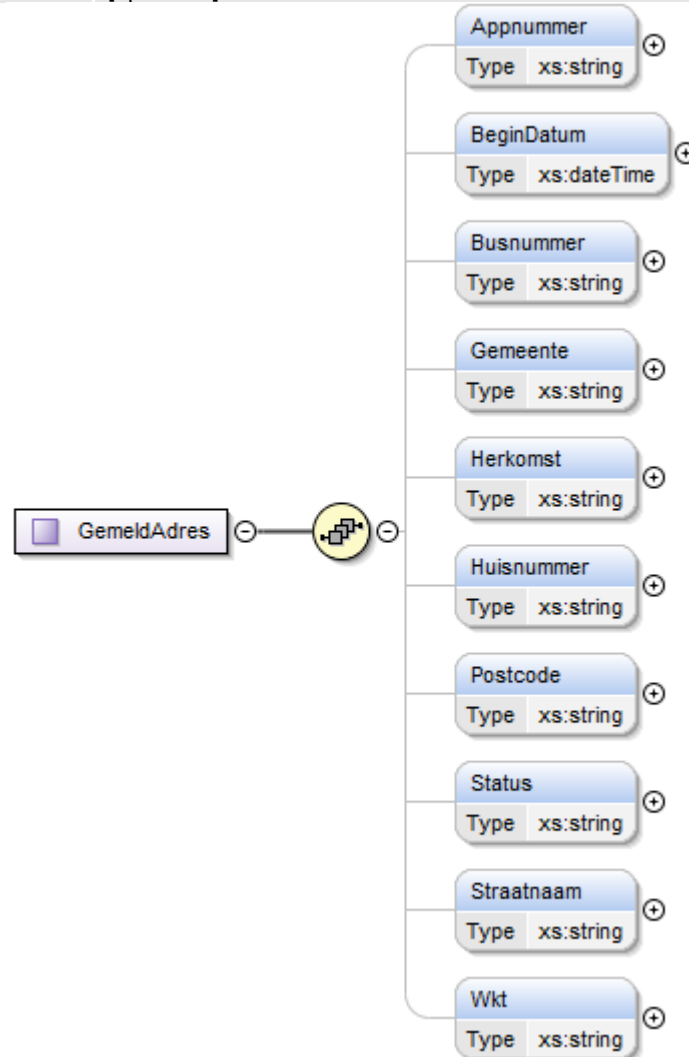 Appnummer
Type xs:string
BeginDatum
Type xs:dateTime
Busnummer
Type xs:string
Gemeente
Type xs:string
Herkomst
Type xs:string
GemeldAdres
Huisnummer
Type xs:string
Postcode
Type xs:string
Status
Type xs:string
Straatnaam
Type xs:string
Wkt
Type xs:string